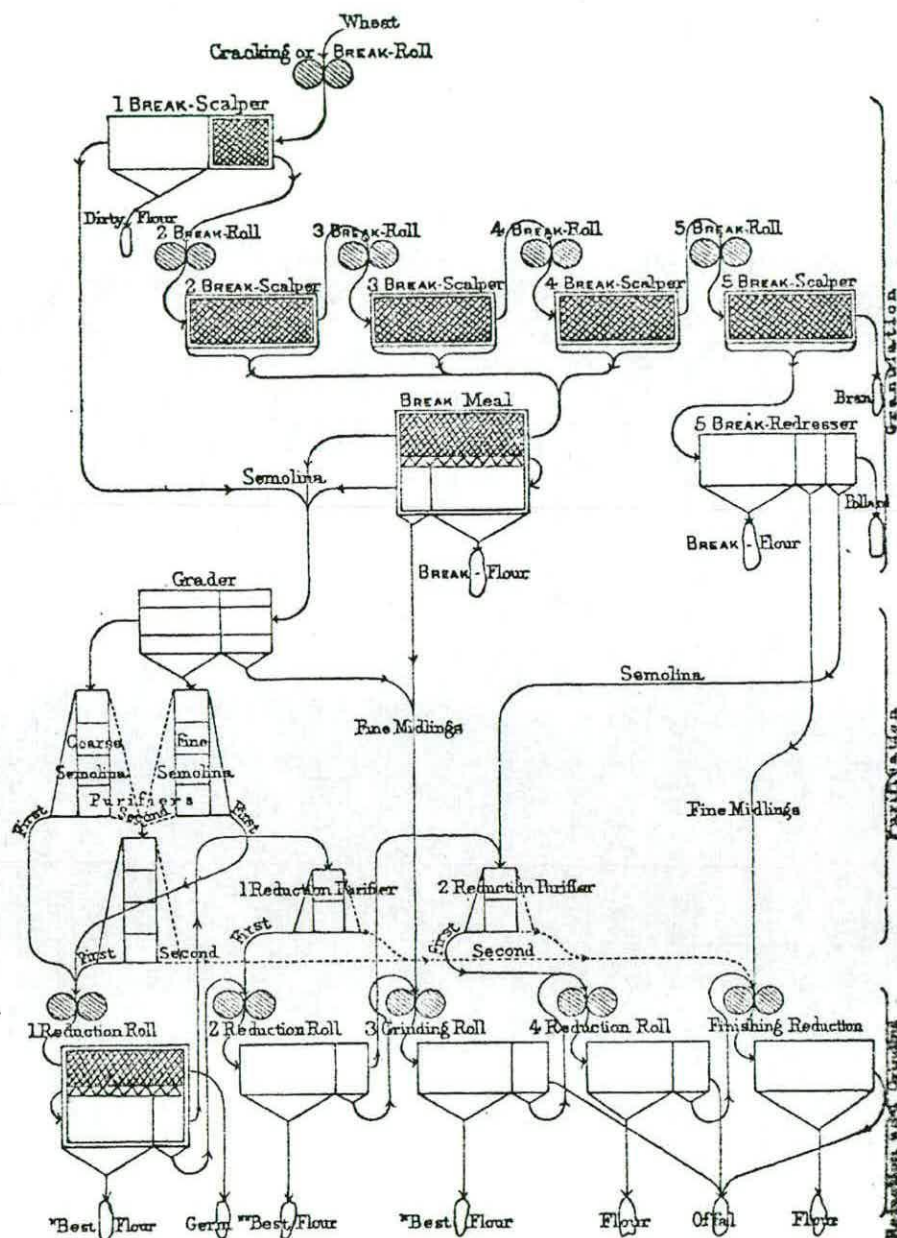 Wheat
Cracking or BREAK-Roll
1 BREAK-Scalper
Dirty Flour
2 BREAK-Roll
3 BREAK-Roll
4 BREAK-Roll
5 BREAK-Roll
2 BREAK-Scalper
3 BREAK-Scalper
4 BREAK-Scalper
5 BREAK-Scalper
Bran
Granulation
BREAK Meal
5 BREAK-Redresser
Semolina
Pollard
BREAK-Flour
BREAK-Flour
Grader
Semolina
Fine Midlings
Purification
Coarse
Semolina
Fine
Semolina
Purifiers
First
Second
First
Fine Midlings
1 Reduction Purifier
2 Reduction Purifier
First
First
Second
First
Second
1 Reduction Roll
2 Reduction Roll
3 Grinding Roll
4 Reduction Roll
Finishing Reduction
Reduction and Grinding
*Best Flour
Germ
**Best Flour
*Best Flour
Flour
Offal
Flour